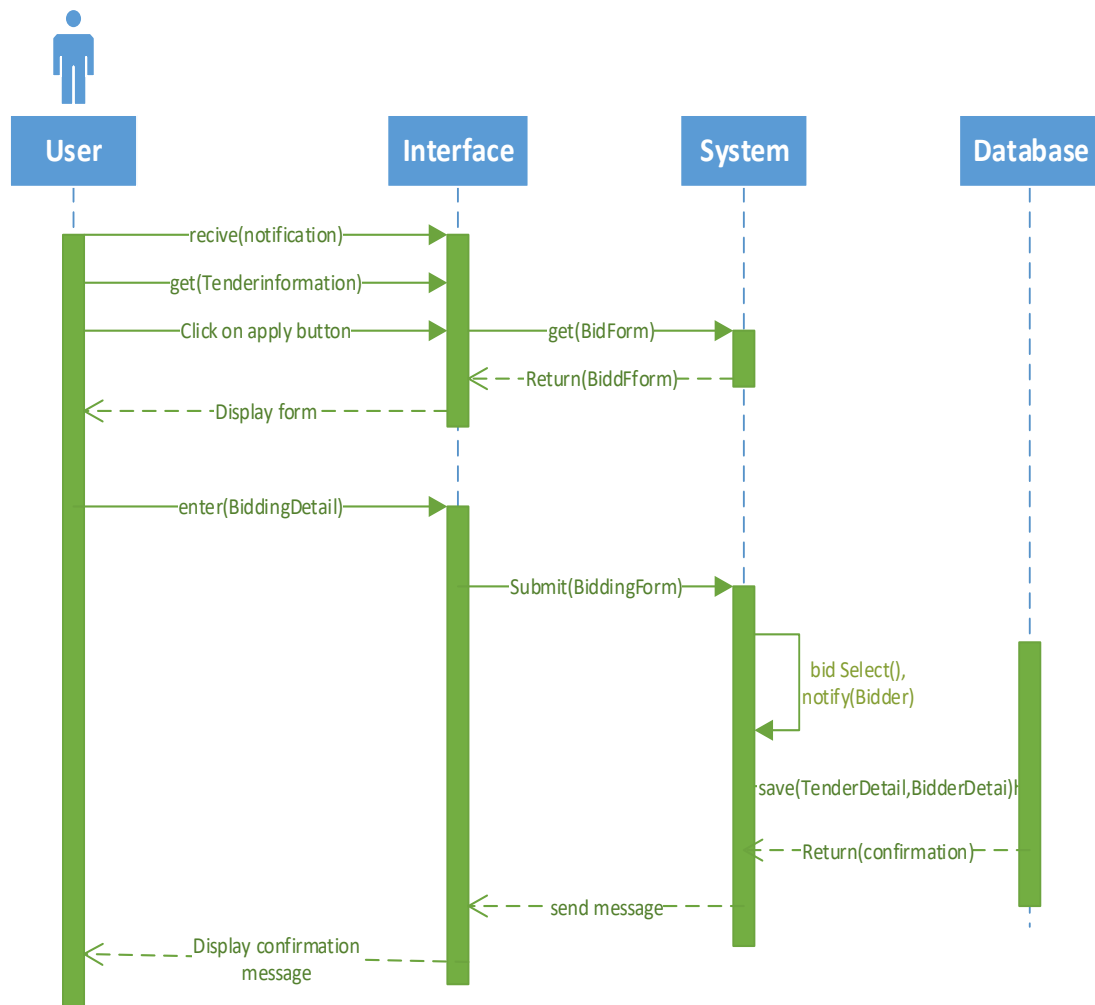 User
Interface
System
Database
recive(notification)
get(Tenderinformation)
Click on apply button
get(BidForm)
Return(BiddFform)
Display form
enter(BiddingDetail)
Submit(BiddingForm)
bid Select(),
notify(Bidder)
save(TenderDetail,BidderDetai)
Return(confirmation)
send message
Display confirmation
message